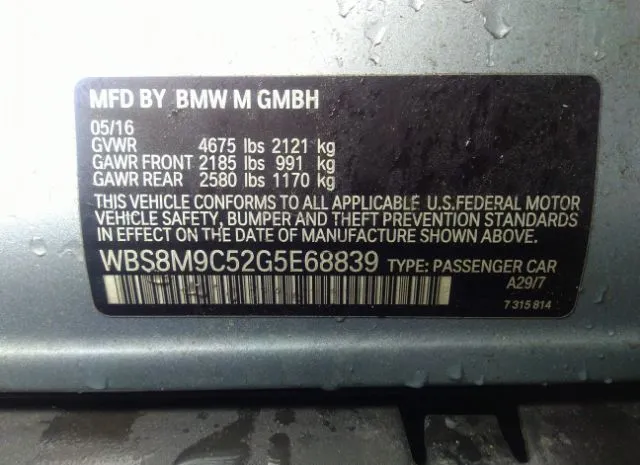 MFD BY BMW M GMBH
05/16
GVWR 4675 lbs 2121 kg
GAWR FRONT 2185 lbs 991 kg
GAWR REAR 2580 lbs 1170 kg
THIS VEHICLE CONFORMS TO ALL APPLICABLE U.S.FEDERAL MOTOR
VEHICLE SAFETY, BUMPER AND THEFT PREVENTION STANDARDS
IN EFFECT ON THE DATE OF MANUFACTURE SHOWN ABOVE.
WBS8M9C52G5E68839 TYPE: PASSENGER CAR
A29/7
7 315 814